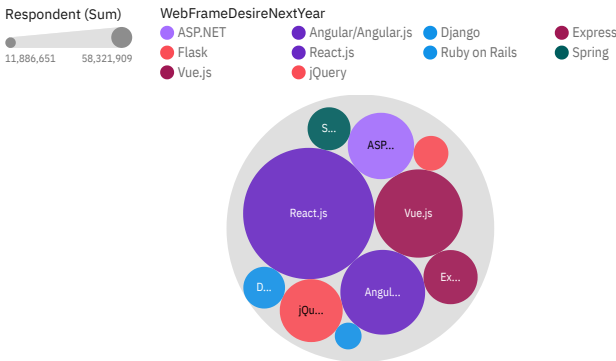 Respondent (Sum)
11,886,651 58,321,909
WebFrameDesireNextYear
ASP.NET Angular/Angular.js Django Express
Flask React.js Ruby on Rails Spring
Vue.js jQuery
S...
ASP...
React.js
Vue.js
D...
Angul...
Ex...
jQu...